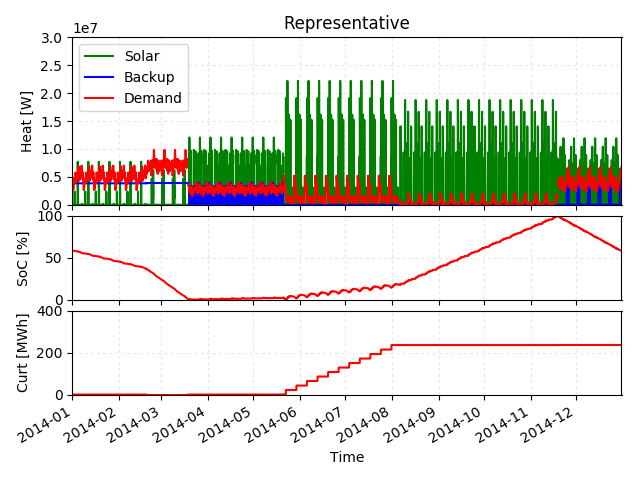 Representative
1e7
3.0
2.5
2.0
1.5
1.0
0.5
0.0
Heat [W]
Solar
Backup
Demand
100
50
0
SoC [%]
400
200
0
Curt [MWh]
2014-01
2014-02
2014-03
2014-04
2014-05
2014-06
2014-07
2014-08
2014-09
2014-10
2014-11
2014-12
Time